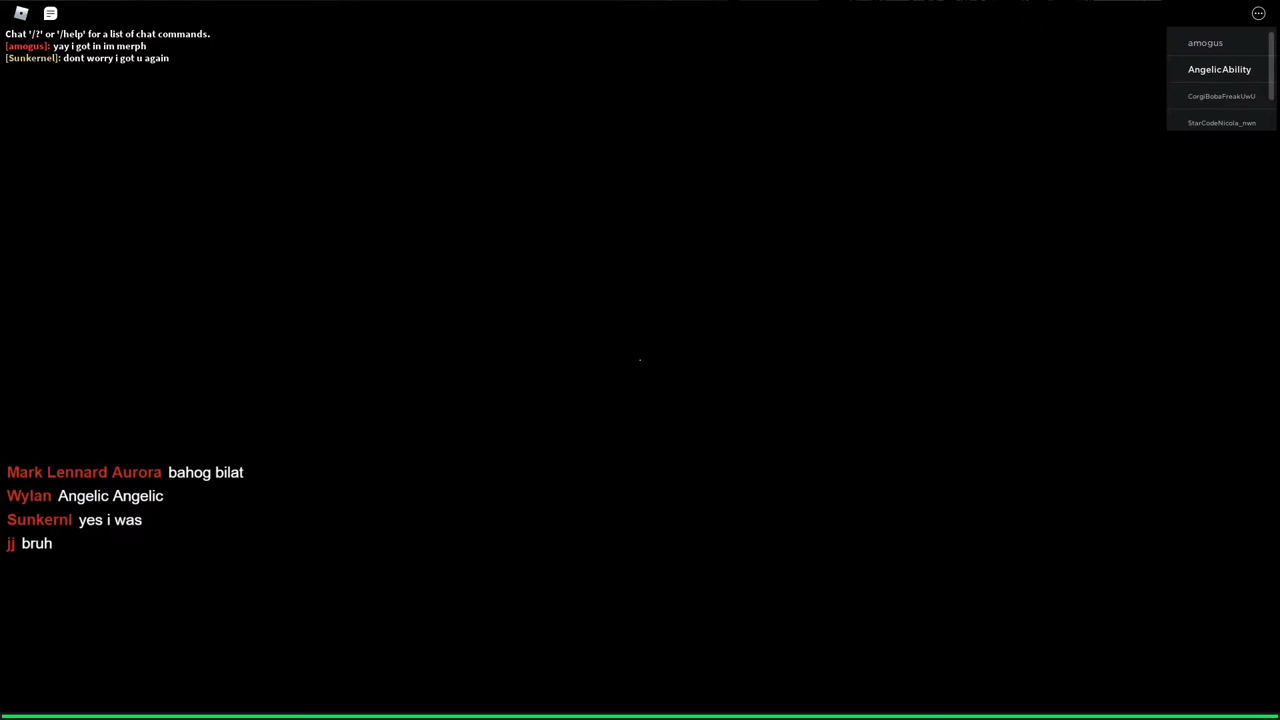 Chat '/?' or '/help' for a list of chat commands.
[amogus]: yay i got in im merph
[Sunkernel]: dont worry i got u again
amogus
AngelicAbility
CorgiBobaFreakUwU
StarCodeNicola_nwn
Mark Lennard Aurora bahog bilat
Wylan Angelic Angelic
Sunkernl yes i was
jj bruh